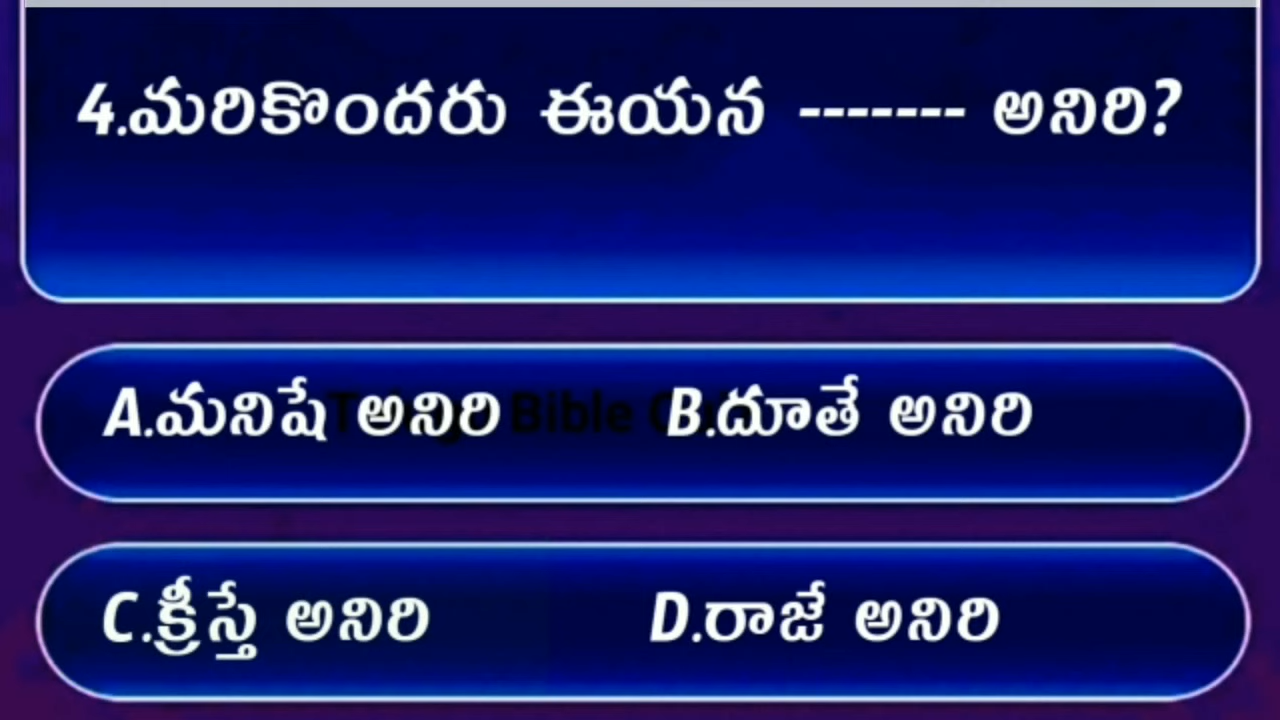 4.మరికొందరు ఈయన ------- అనిరి?
A.మనిషే అనిరి B.దూతే అనిరి
C.క్రీస్తే అనిరి D.రాజే అనిరి